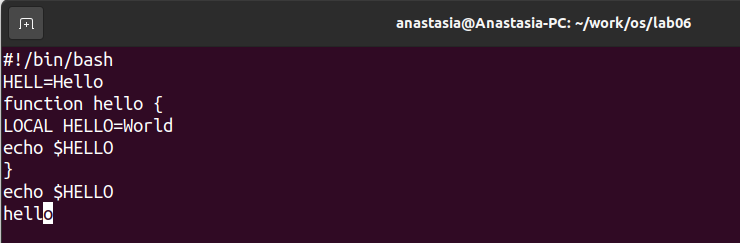 anastasia@Anastasia-PC: ~/work/os/lab06
#!/bin/bash
HELL=Hello
function hello {
LOCAL HELLO=World
echo $HELLO
}
echo $HELLO
hello